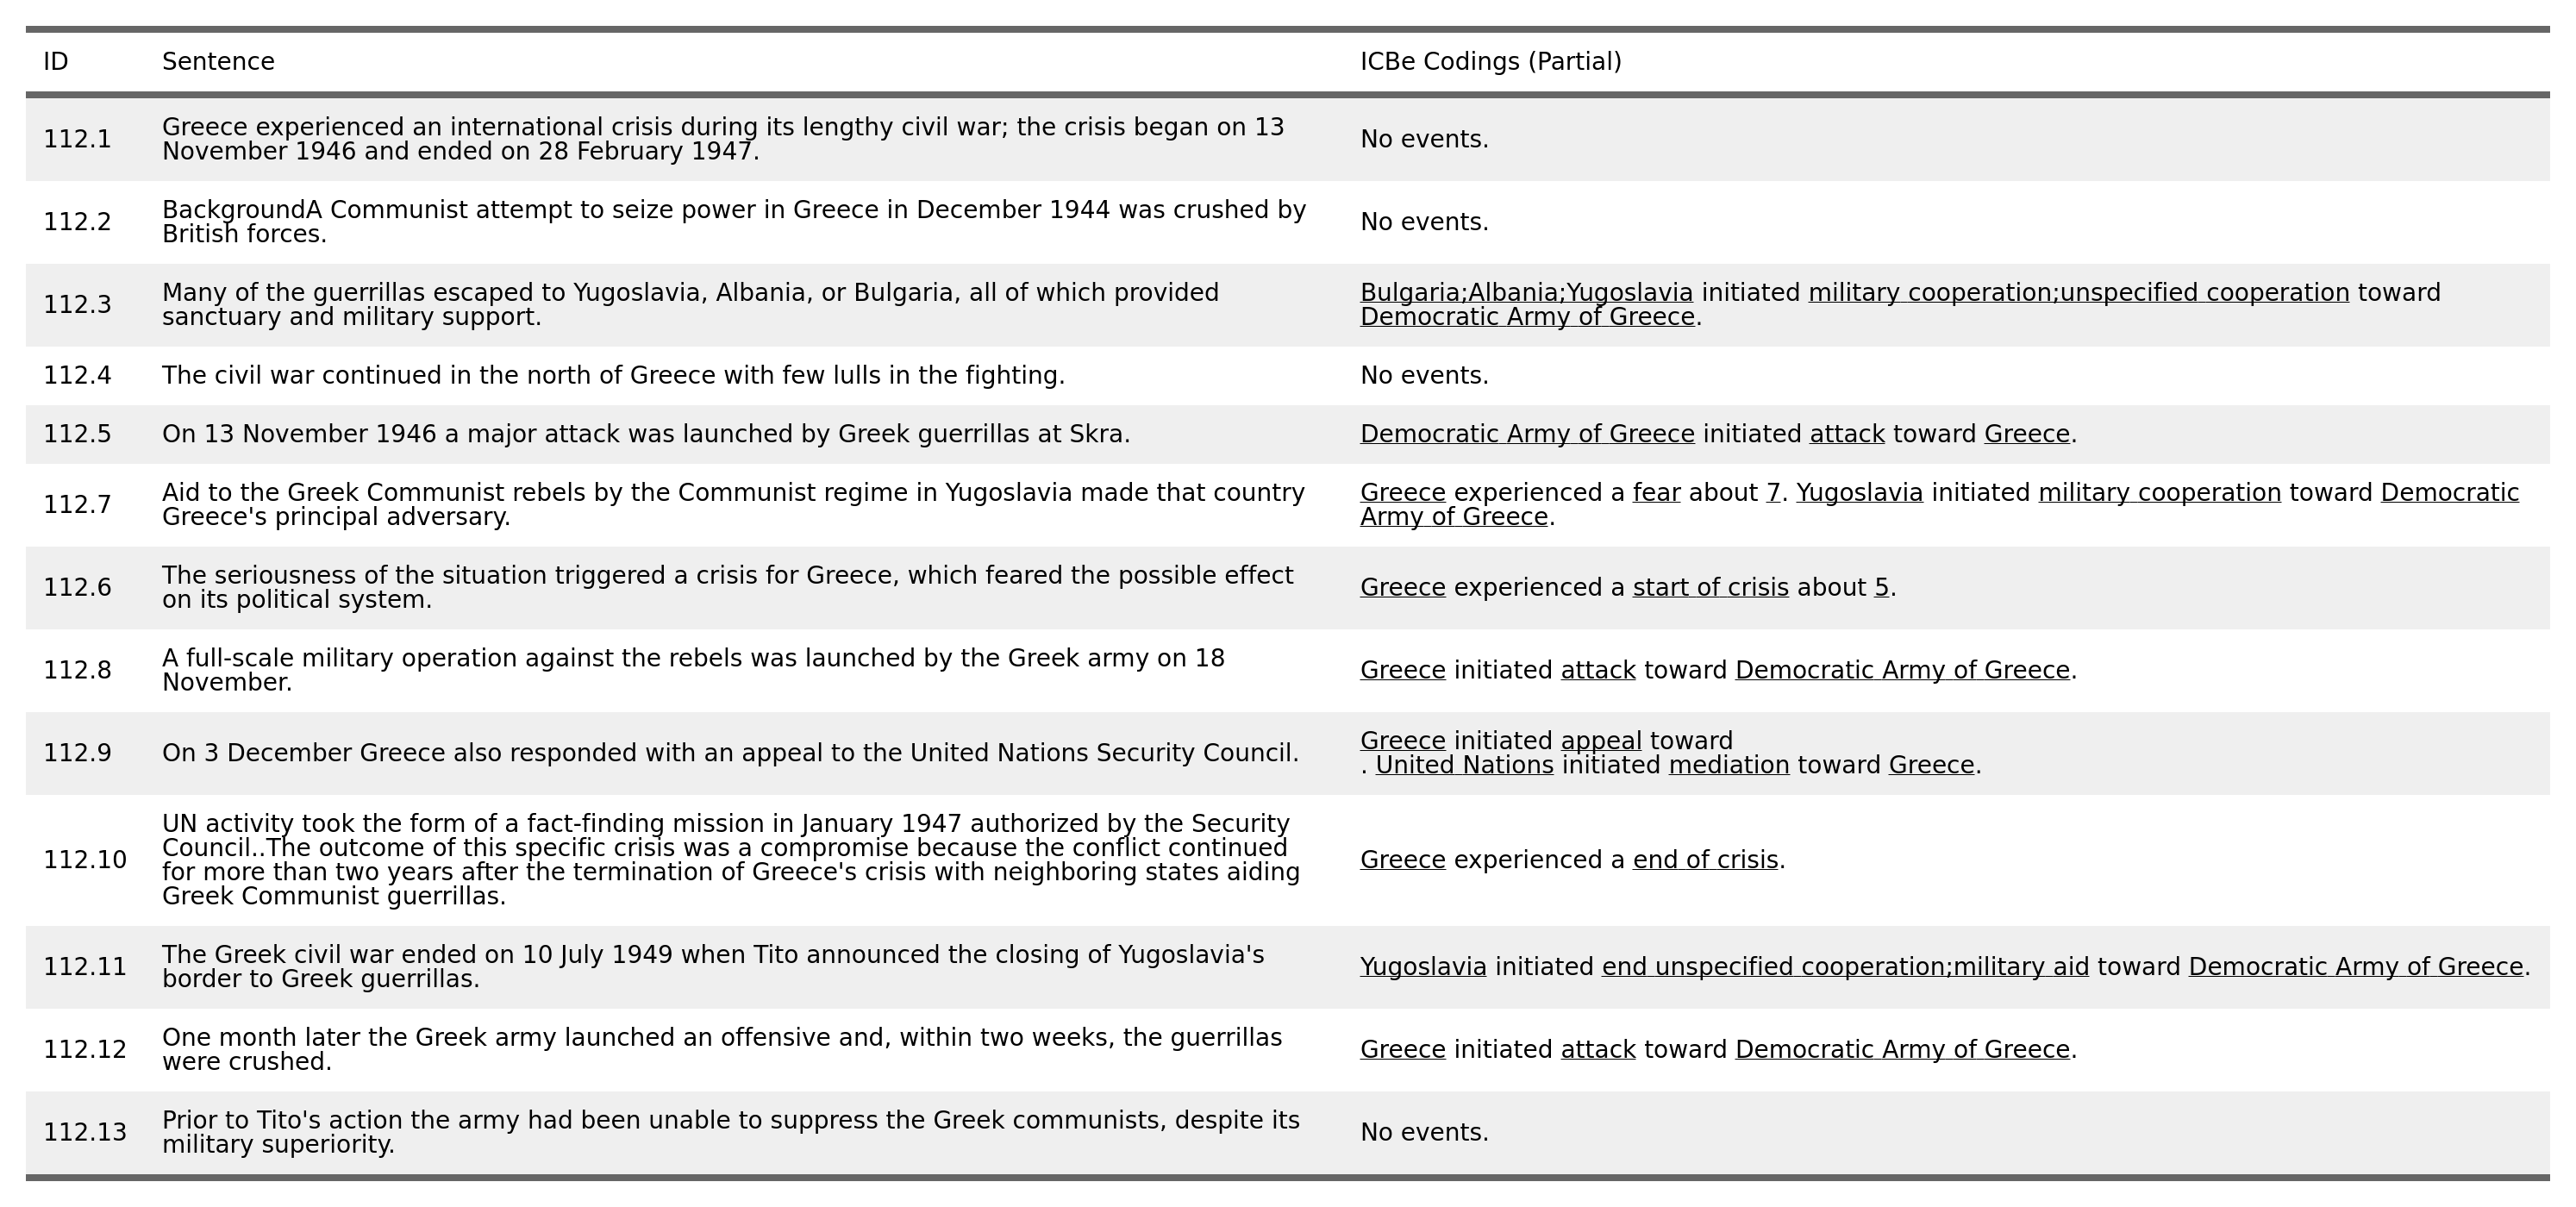 ID Sentence ICBe Codings (Partial)
112.1 Greece experienced an international crisis during its lengthy civil war; the crisis began on 13
November 1946 and ended on 28 February 1947.
No events.
112.2 BackgroundA Communist attempt to seize power in Greece in December 1944 was crushed by
British forces.
No events.
112.3 Many of the guerrillas escaped to Yugoslavia, Albania, or Bulgaria, all of which provided
sanctuary and military support.
Bulgaria;Albania;Yugoslavia initiated military cooperation;unspecified cooperation toward
Democratic Army of Greece.
112.4 The civil war continued in the north of Greece with few lulls in the fighting. No events.
112.5 On 13 November 1946 a major attack was launched by Greek guerrillas at Skra. Democratic Army of Greece initiated attack toward Greece.
112.7 Aid to the Greek Communist rebels by the Communist regime in Yugoslavia made that country
Greece's principal adversary.
Greece experienced a fear about 7. Yugoslavia initiated military cooperation toward Democratic
Army of Greece.
112.6 The seriousness of the situation triggered a crisis for Greece, which feared the possible effect
on its political system.
Greece experienced a start of crisis about 5.
112.8 A full-scale military operation against the rebels was launched by the Greek army on 18
November.
Greece initiated attack toward Democratic Army of Greece.
112.9 On 3 December Greece also responded with an appeal to the United Nations Security Council.
Greece initiated appeal toward
. United Nations initiated mediation toward Greece.
112.10 UN activity took the form of a fact-finding mission in January 1947 authorized by the Security
Council..The outcome of this specific crisis was a compromise because the conflict continued
for more than two years after the termination of Greece's crisis with neighboring states aiding
Greek Communist guerrillas.
Greece experienced a end of crisis.
112.11 The Greek civil war ended on 10 July 1949 when Tito announced the closing of Yugoslavia's
border to Greek guerrillas.
Yugoslavia initiated end unspecified cooperation;military aid toward Democratic Army of Greece.
112.12 One month later the Greek army launched an offensive and, within two weeks, the guerrillas
were crushed.
Greece initiated attack toward Democratic Army of Greece.
112.13 Prior to Tito's action the army had been unable to suppress the Greek communists, despite its
military superiority.
No events.